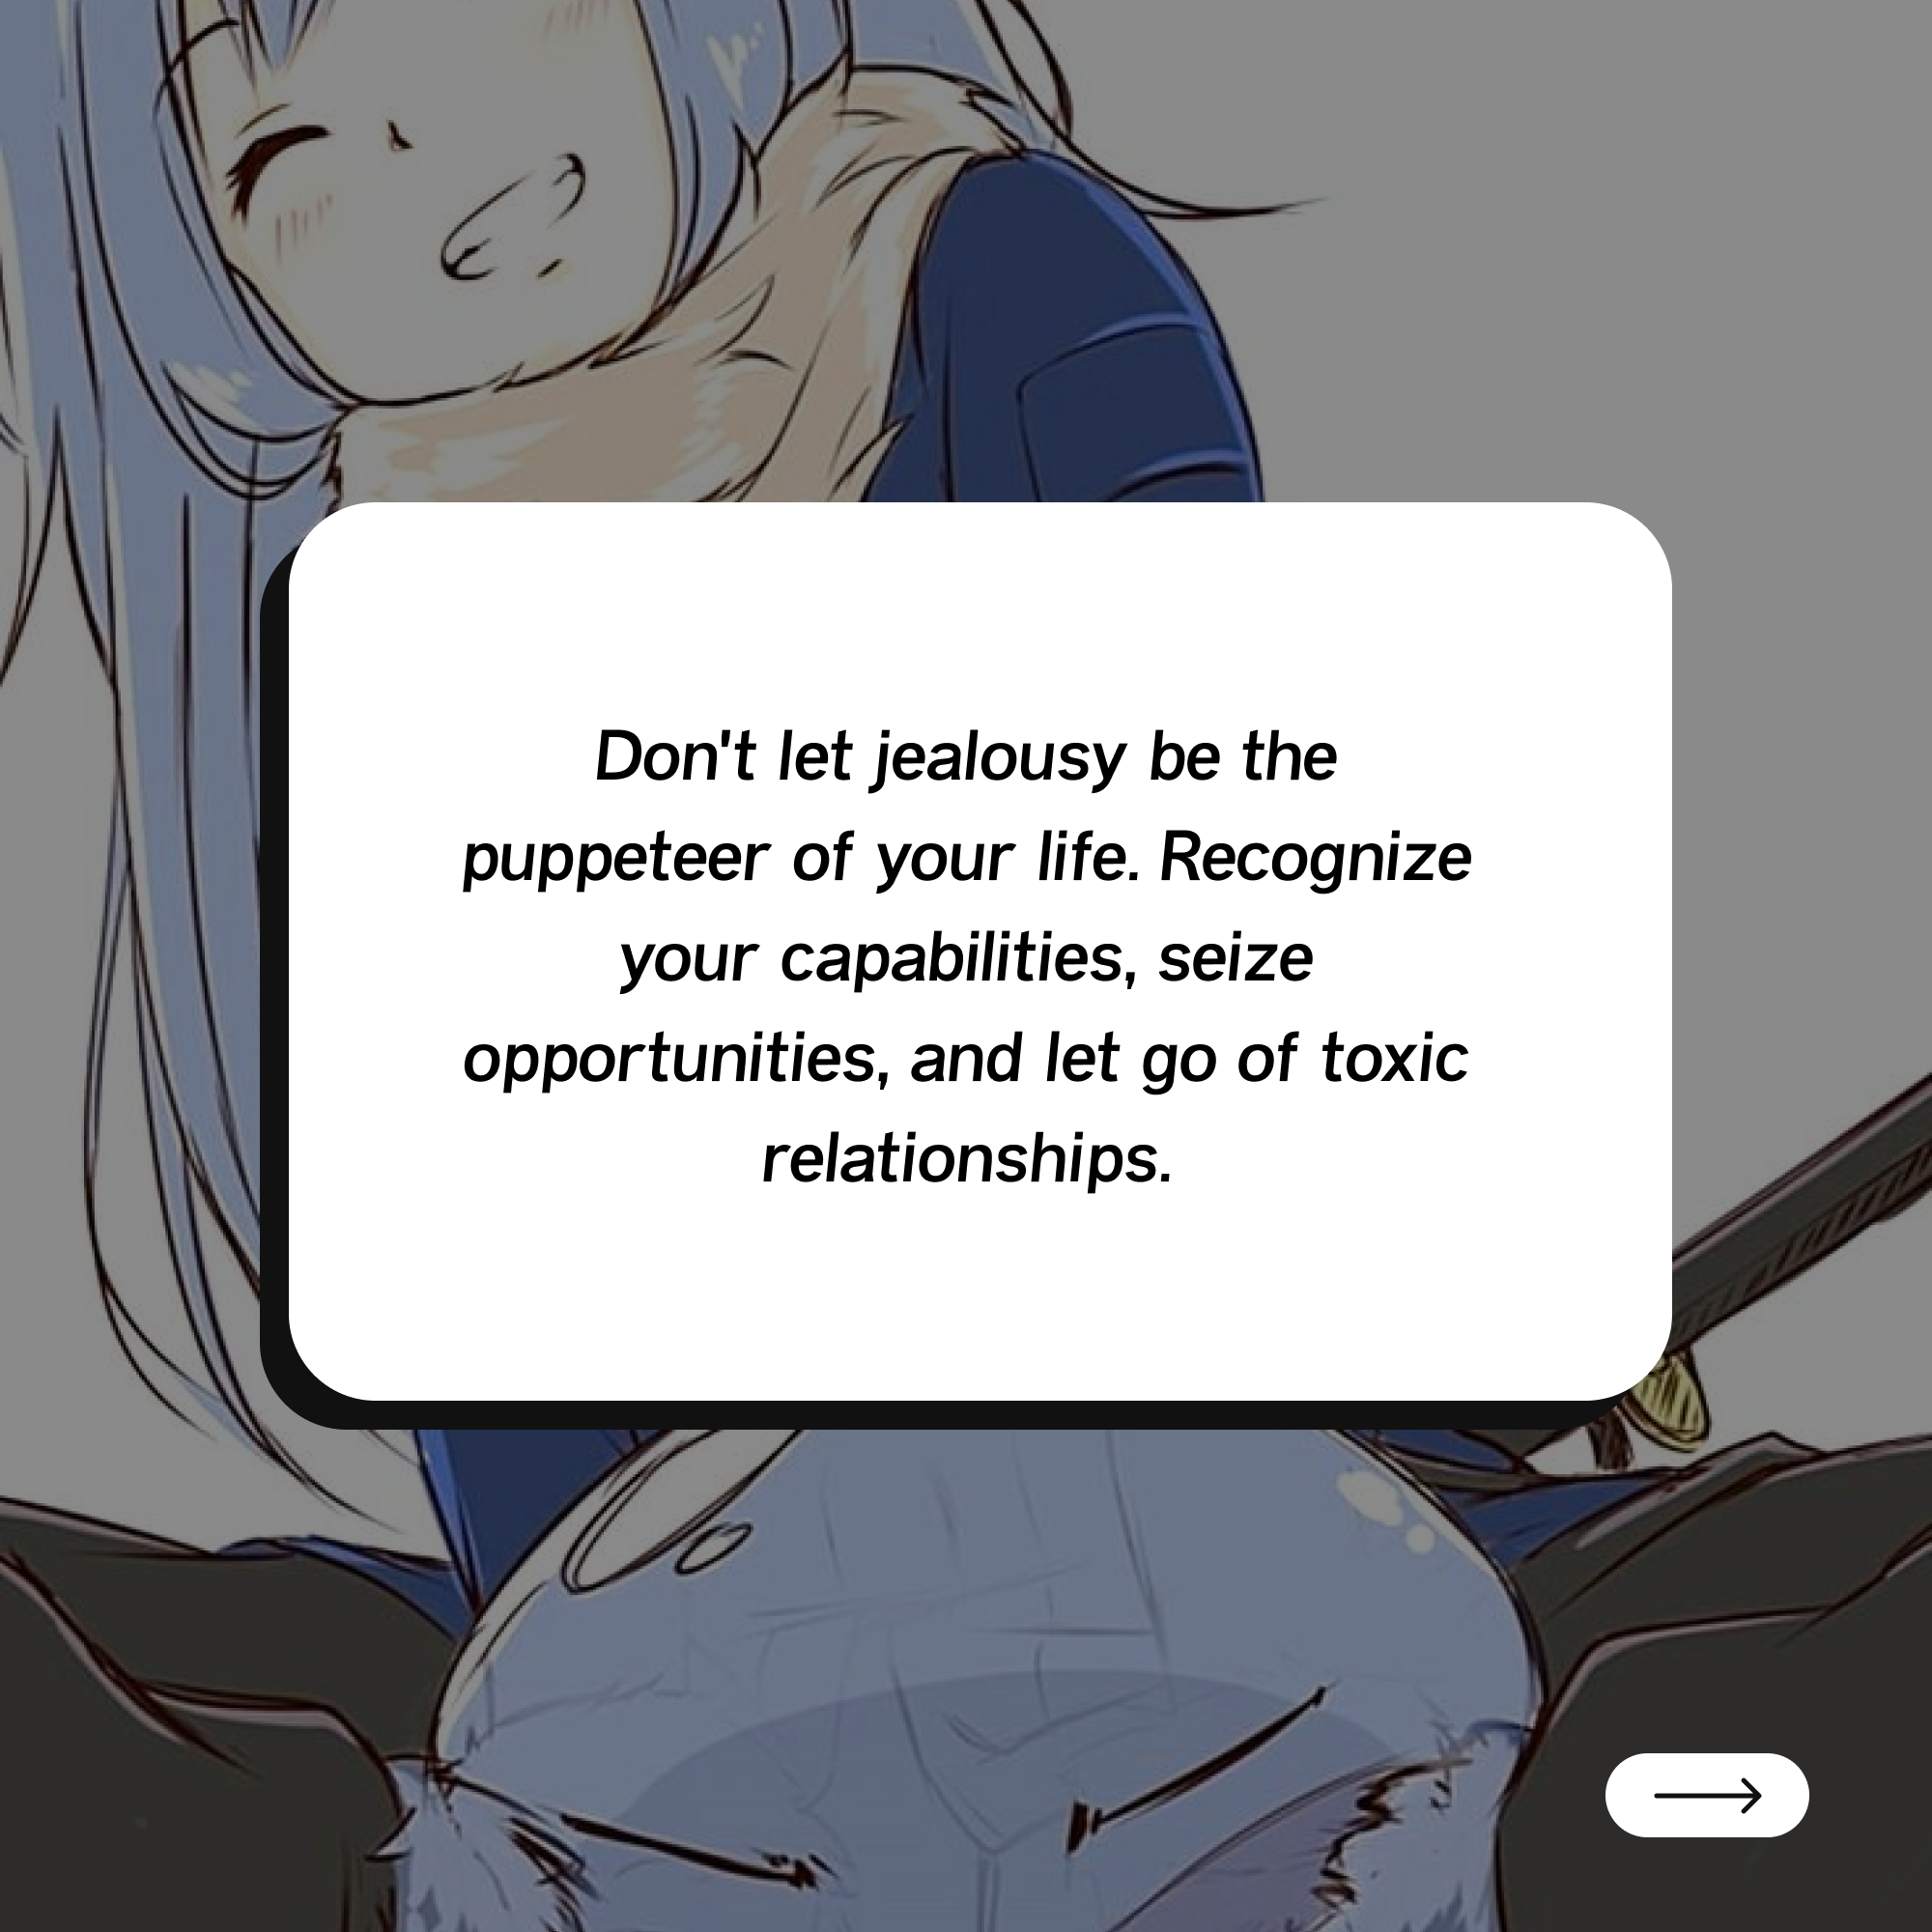 Don't let jealousy be the
puppeteer of your life. Recognize
your capabilities, seize
opportunities, and let go of toxic
relationships.